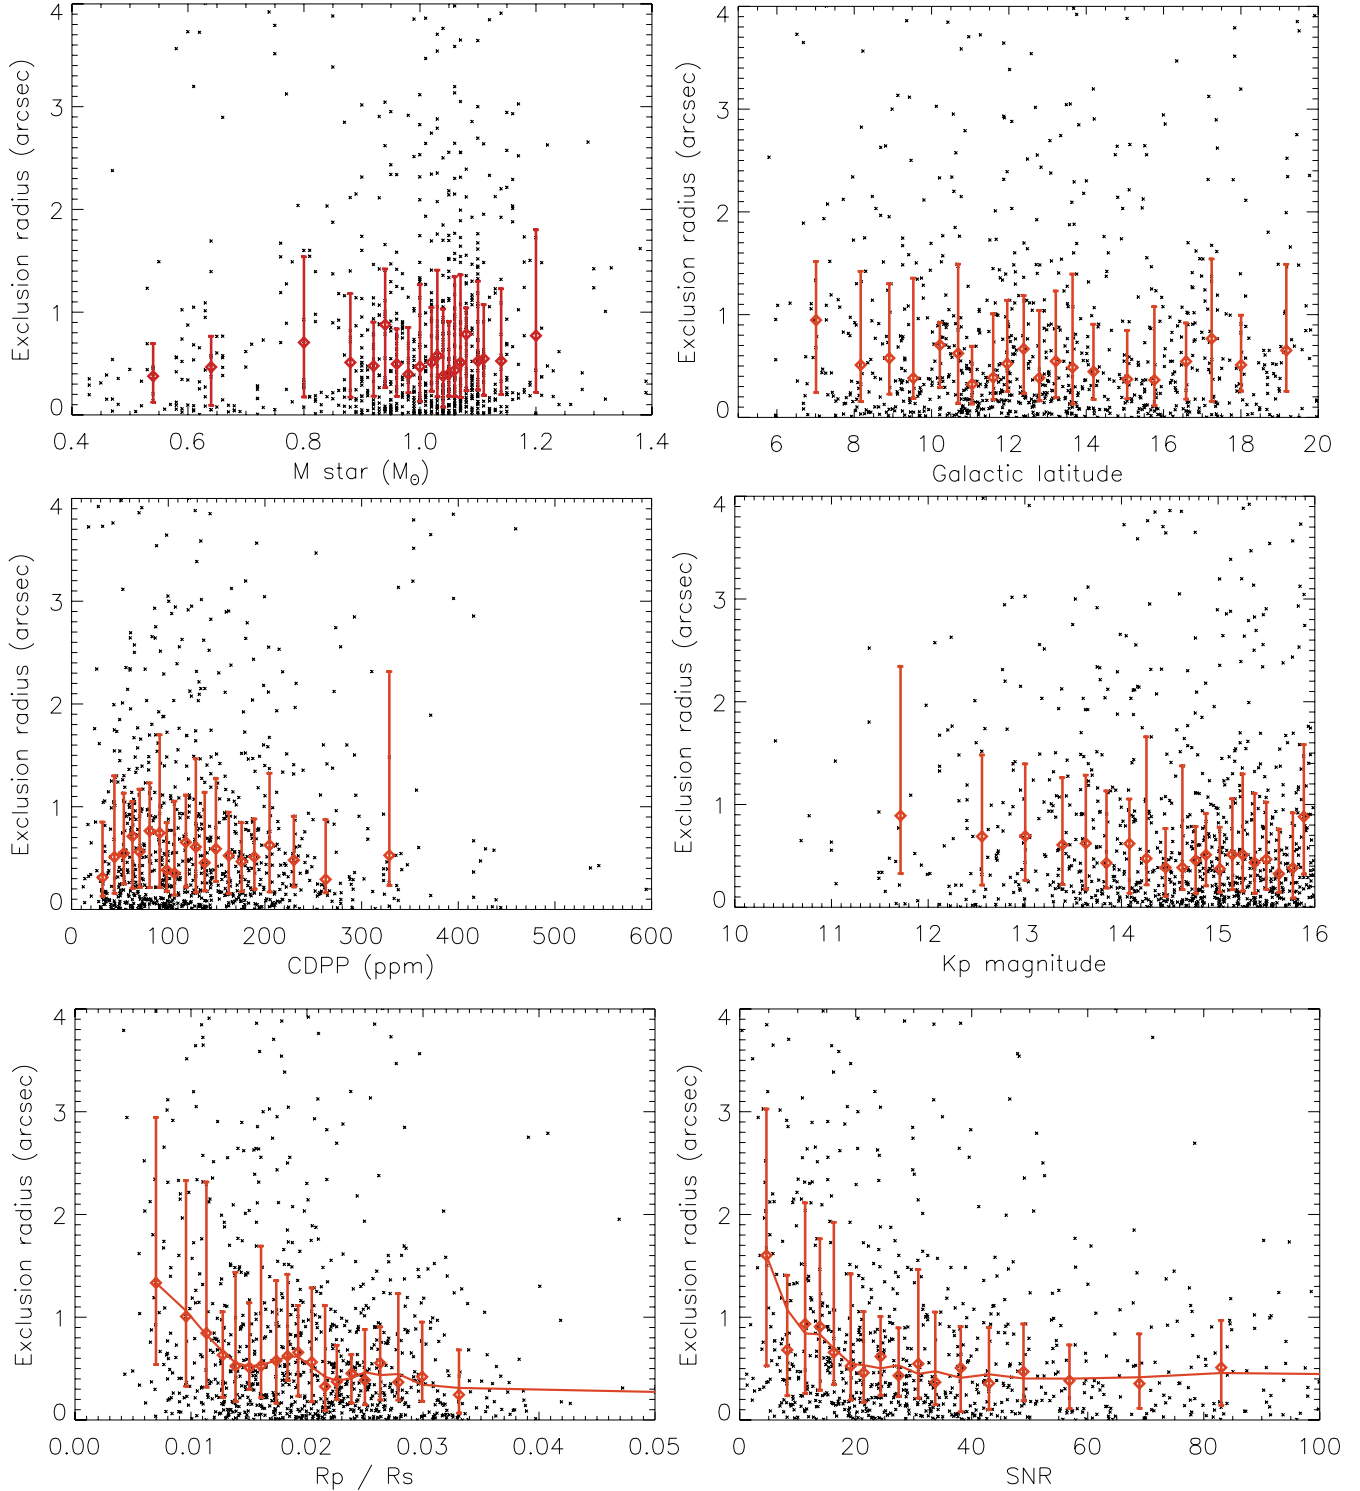 4 4
3 3
2 2
1 1
0 0
Exclusion radius (arcsec) Exclusion radius (arcsec)
0.4 0.6 0.8 1.0 1.2 1.4 6 8 10 12 14 16 18 20
M star (M⊙) Galactic latitude
4 4
3 3
2 2
1 1
0 0
Exclusion radius (arcsec) Exclusion radius (arcsec)
0 100 200 300 400 500 600 10 11 12 13 14 15 16
CDPP (ppm) Kp magnitude
4 4
3 3
2 2
1 1
0 0
Exclusion radius (arcsec) Exclusion radius (arcsec)
0.00 0.01 0.02 0.03 0.04 0.05 0 20 40 60 80 100
Rp / Rs SNR